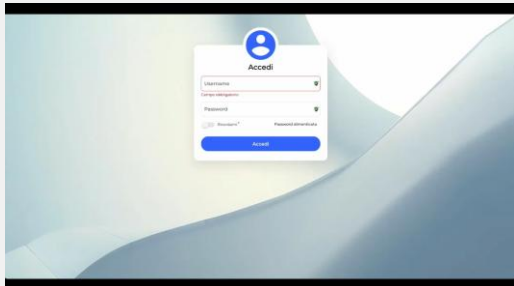 Accedi
Username
Campo obbligatorio
Password
Ricordami
Password dimenticata
Accedi